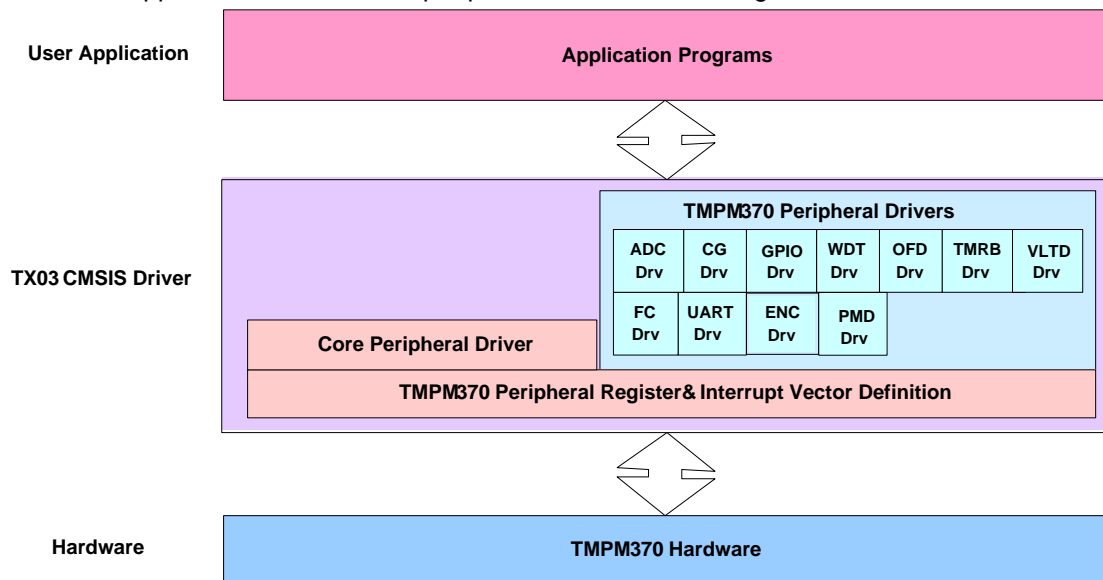 User Application
Application Programs
TX03 CMSIS Driver
TMPM370 Peripheral Drivers
ADC Drv
CG Drv
GPIO Drv
WDT Drv
OFD Drv
TMRB Drv
VLTD Drv
FC Drv
UART Drv
ENC Drv
PMD Drv
Core Peripheral Driver
TMPM370 Peripheral Register& Interrupt Vector Definition
Hardware
TMPM370 Hardware